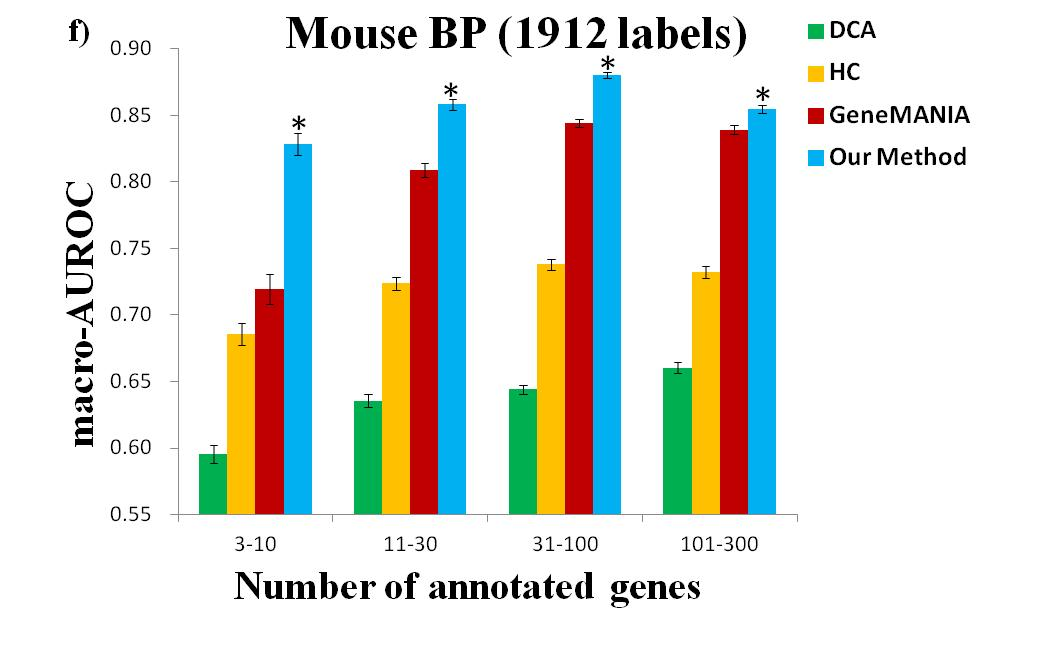 f)
Mouse BP (1912 labels)
DCA
HC
GeneMANIA
Our Method
macro-AUROC
0.90
0.85
0.80
0.75
0.70
0.65
0.60
0.55
*
*
*
*
3-10
11-30
31-100
101-300
Number of annotated genes